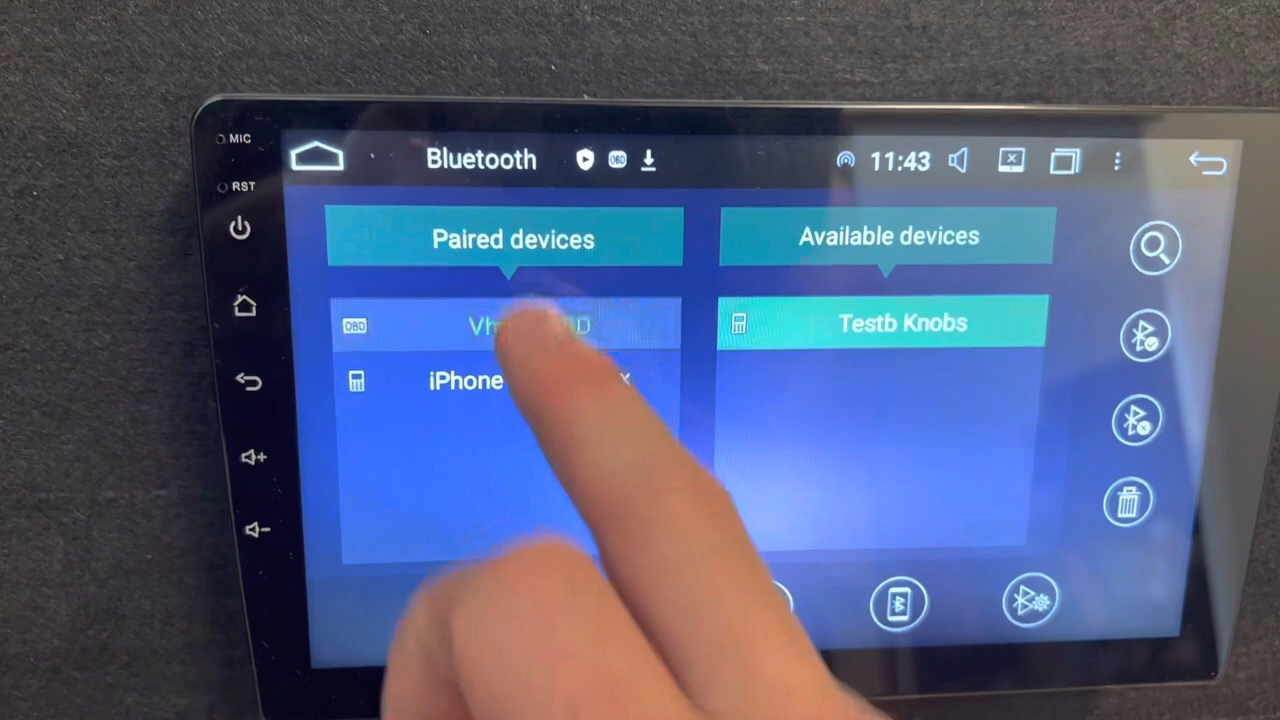 MIC
RST
Bluetooth
OBD
11:43
Paired devices
Available devices
OBD
Testb Knobs
iPhone